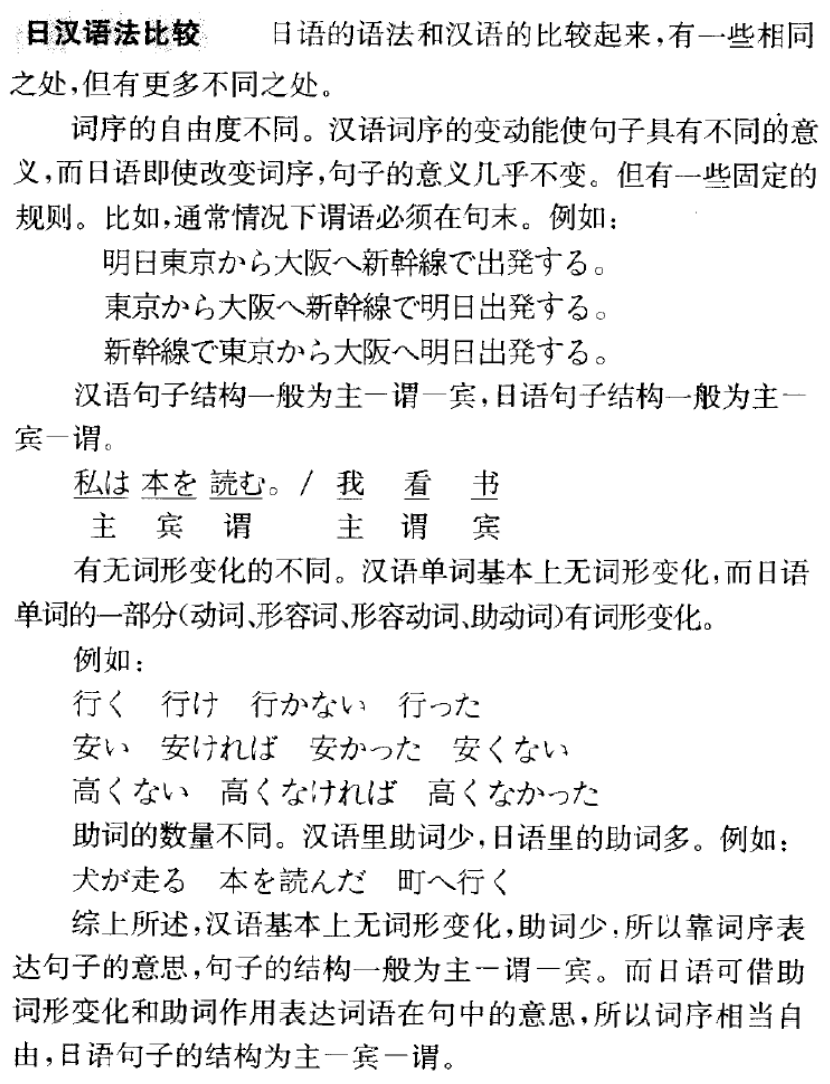 日汉语法比较　日语的语法和汉语的比较起来,有一些相同
之处,但有更多不同之处。
词序的自由度不同。汉语词序的变动能使句子具有不同的意
义,而日语即使改变词序,句子的意义几乎不变。但有一些固定的
规则。比如,通常情况下谓语必须在句末。例如:
明日東京から大阪へ新幹線で出発する。
東京から大阪へ新幹線で明日出発する。
新幹線で東京から大阪へ明日出発する。
汉语句子结构一般为主—谓—宾,日语句子结构一般为主—
宾—谓。
私は 本を 読む。/ 我 看 书
主 宾 谓 主 谓 宾
有无词形变化的不同。汉语单词基本上无词形变化,而日语
单词的一部分(动词、形容词、形容动词、助动词)有词形变化。
例如:
行く 行け 行かない 行った
安い 安ければ 安かった 安くない
高くない 高くなければ 高くなかった
助词的数量不同。汉语里助词少,日语里的助词多。例如:
犬が走る 本を読んだ 町へ行く
综上所述,汉语基本上无词形变化,助词少,所以靠词序表
达句子的意思,句子的结构一般为主—谓—宾。而日语可借助
词形变化和助词作用表达词语在句中的意思,所以词序相当自
由,日语句子的结构为主—宾—谓。